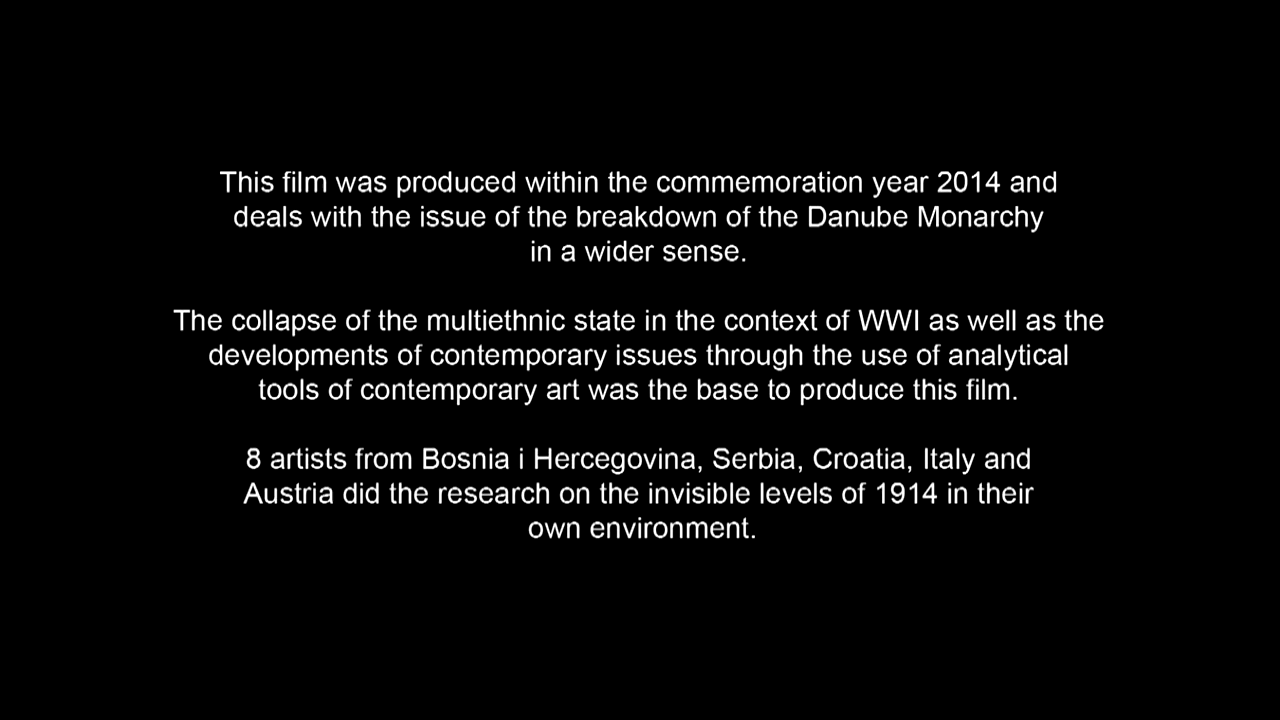 This film was produced within the commemoration year 2014 and
deals with the issue of the breakdown of the Danube Monarchy
in a wider sense.
The collapse of the multiethnic state in the context of WWI as well as the
developments of contemporary issues through the use of analytical
tools of contemporary art was the base to produce this film.
8 artists from Bosnia i Hercegovina, Serbia, Croatia, Italy and
Austria did the research on the invisible levels of 1914 in their
own environment.